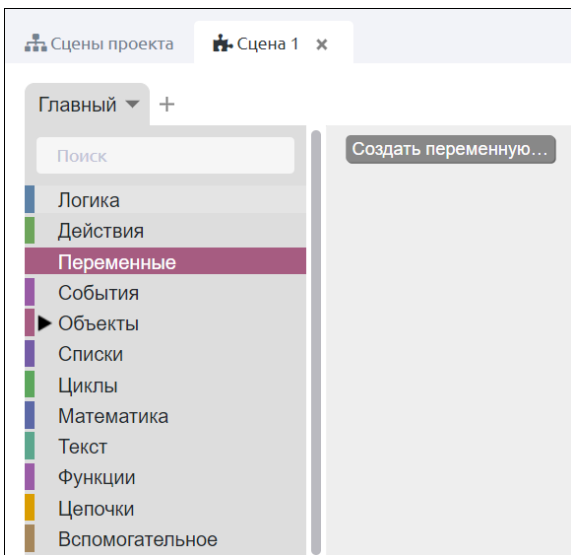 Сцены проекта Сцена 1 ×
Главный +
Поиск
Создать переменную...
Логика
Действия
Переменные
События
Объекты
Списки
Циклы
Математика
Текст
Функции
Цепочки
Вспомогательное